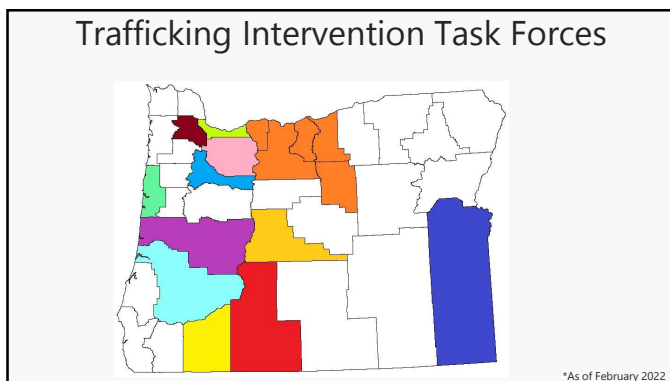 Trafficking Intervention Task Forces
*As of February 2022